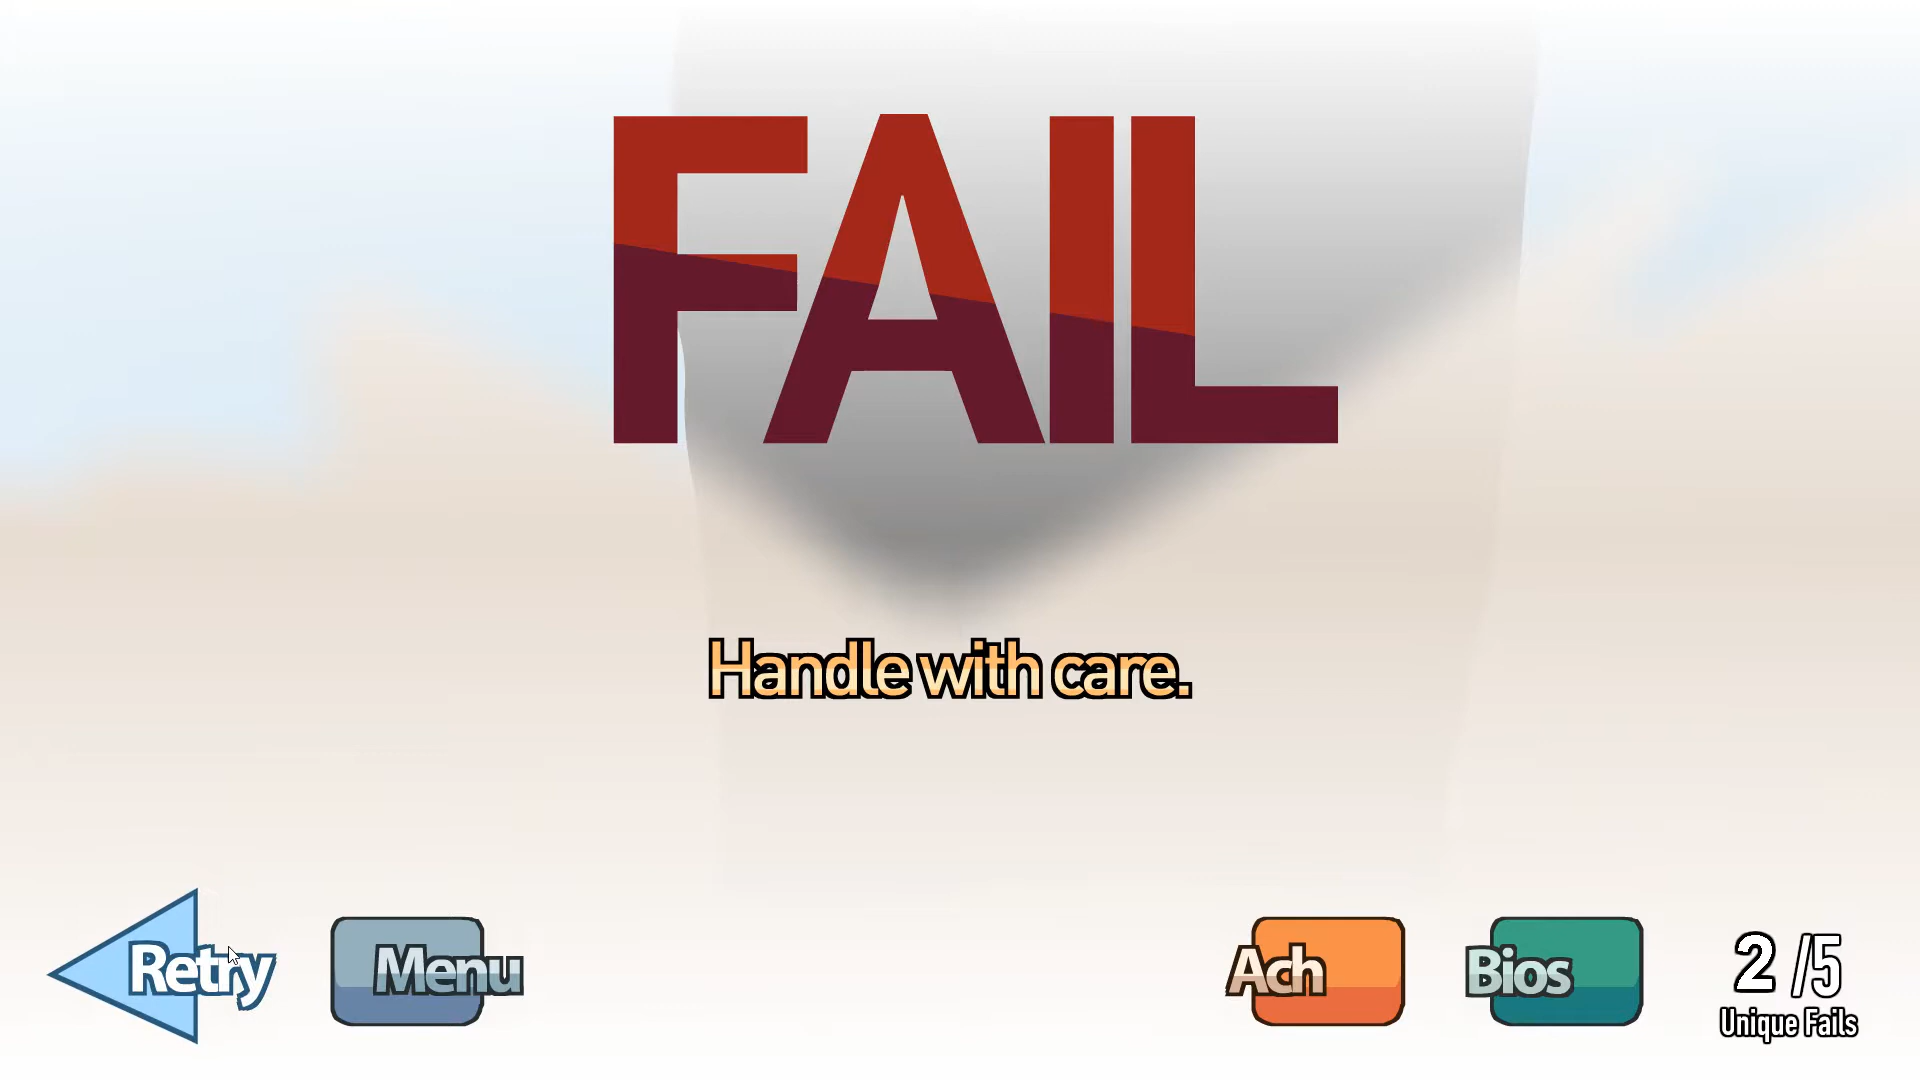 FAIL
Handle with care.
Retry
Menu
Ach
Bios
2 /5
Unique Fails